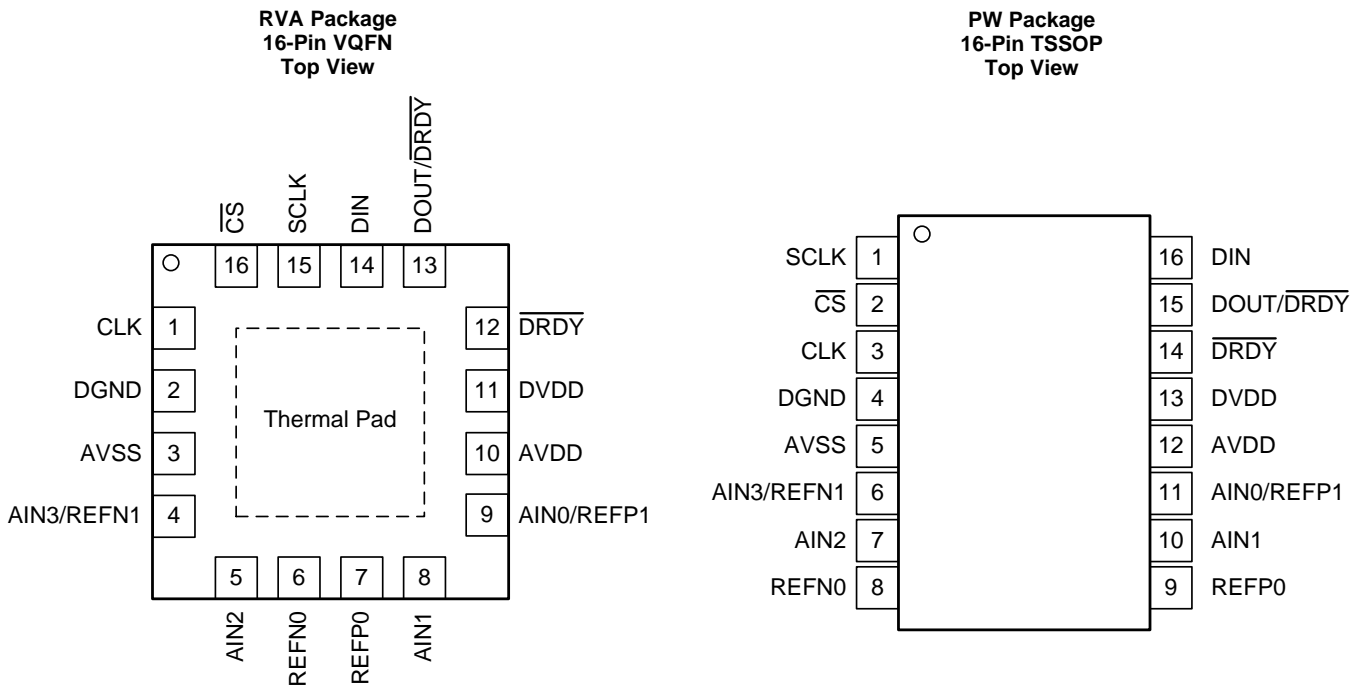 RVA Package
16-Pin VQFN
Top View
CS
SCLK
DIN
DOUT/DRDY
16
15
14
13
CLK
1
12
DRDY
DGND
2
11
DVDD
Thermal Pad
AVSS
3
10
AVDD
AIN3/REFN1
4
9
AIN0/REFP1
5
6
7
8
AIN2
REFN0
REFP0
AIN1
PW Package
16-Pin TSSOP
Top View
SCLK
1
16
DIN
CS
2
15
DOUT/DRDY
CLK
3
14
DRDY
DGND
4
13
DVDD
AVSS
5
12
AVDD
AIN3/REFN1
6
11
AIN0/REFP1
AIN2
7
10
AIN1
REFN0
8
9
REFP0